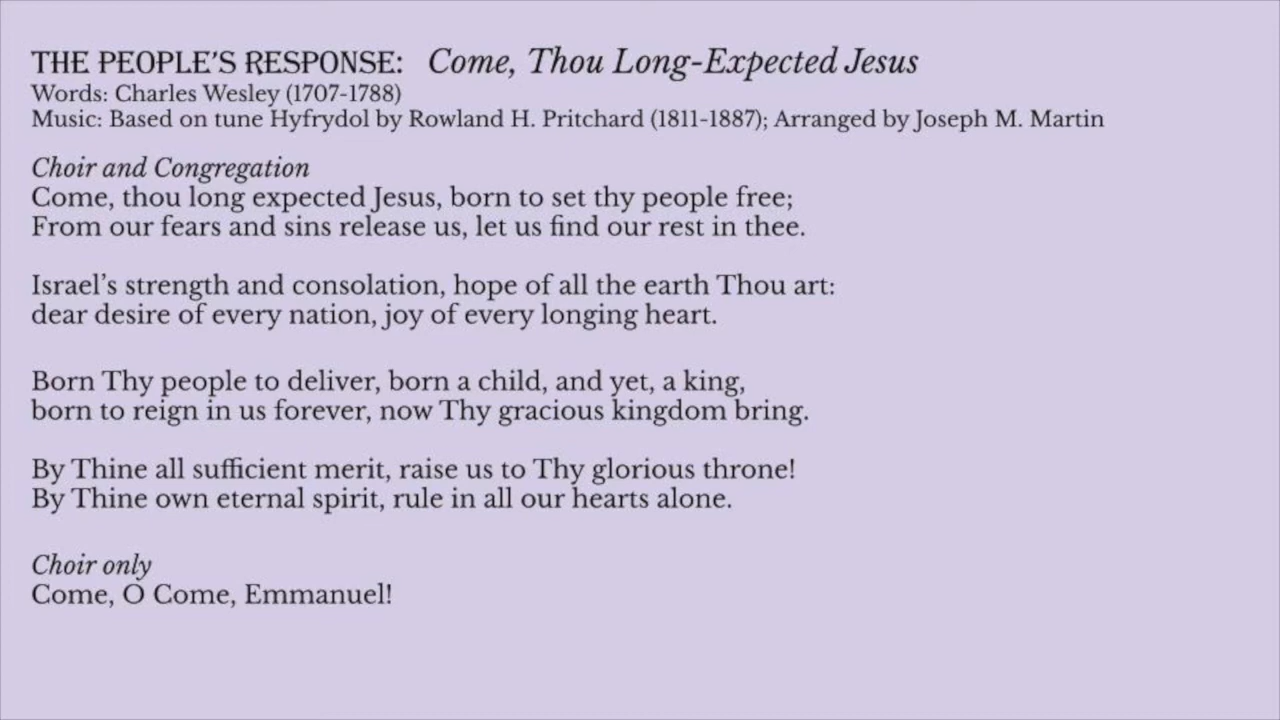 THE PEOPLE’S RESPONSE: Come, Thou Long-Expected Jesus
Words: Charles Wesley (1707-1788)
Music: Based on tune Hyfrydol by Rowland H. Pritchard (1811-1887); Arranged by Joseph M. Martin
Choir and Congregation
Come, thou long expected Jesus, born to set thy people free;
From our fears and sins release us, let us find our rest in thee.
Israel’s strength and consolation, hope of all the earth Thou art:
dear desire of every nation, joy of every longing heart.
Born Thy people to deliver, born a child, and yet, a king,
born to reign in us forever, now Thy gracious kingdom bring.
By Thine all sufficient merit, raise us to Thy glorious throne!
By Thine own eternal spirit, rule in all our hearts alone.
Choir only
Come, O Come, Emmanuel!